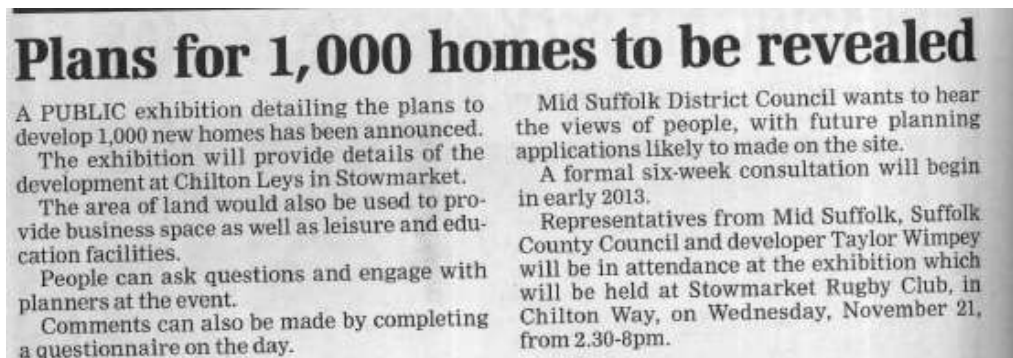 Plans for 1,000 homes to be revealed
A PUBLIC exhibition detailing the plans to
develop 1,000 new homes has been announced.
The exhibition will provide details of the
development at Chilton Leys in Stowmarket.
The area of land would also be used to pro-
vide business space as well as leisure and edu-
cation facilities.
People can ask questions and engage with
planners at the event.
Comments can also be made by completing
a questionnaire on the day.
Mid Suffolk District Council wants to hear
the views of people, with future planning
applications likely to made on the site.
A formal six-week consultation will begin
in early 2013.
Representatives from Mid Suffolk, Suffolk
County Council and developer Taylor Wimpey
will be in attendance at the exhibition which
will be held at Stowmarket Rugby Club, in
Chilton Way, on Wednesday, November 21,
from 2.30-8pm.